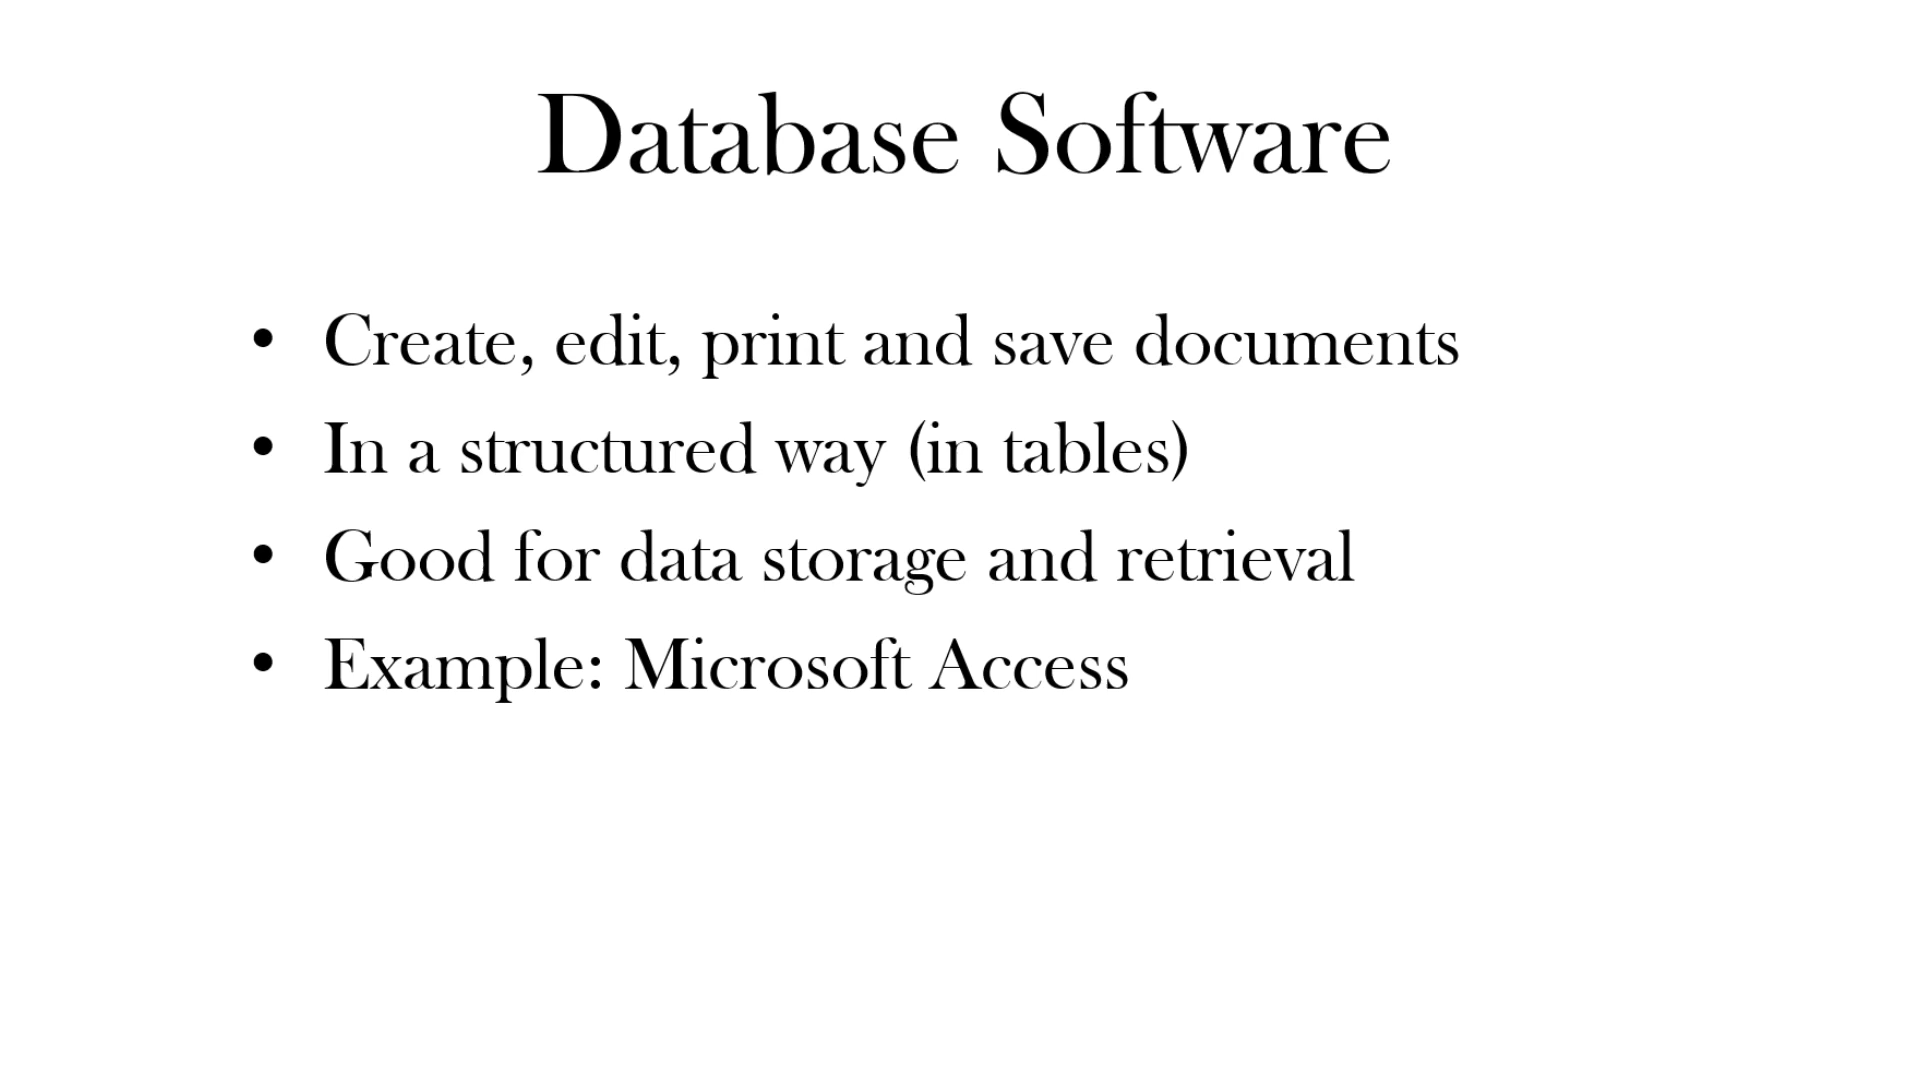 Database Software
• Create, edit, print and save documents
• In a structured way (in tables)
• Good for data storage and retrieval
• Example: Microsoft Access